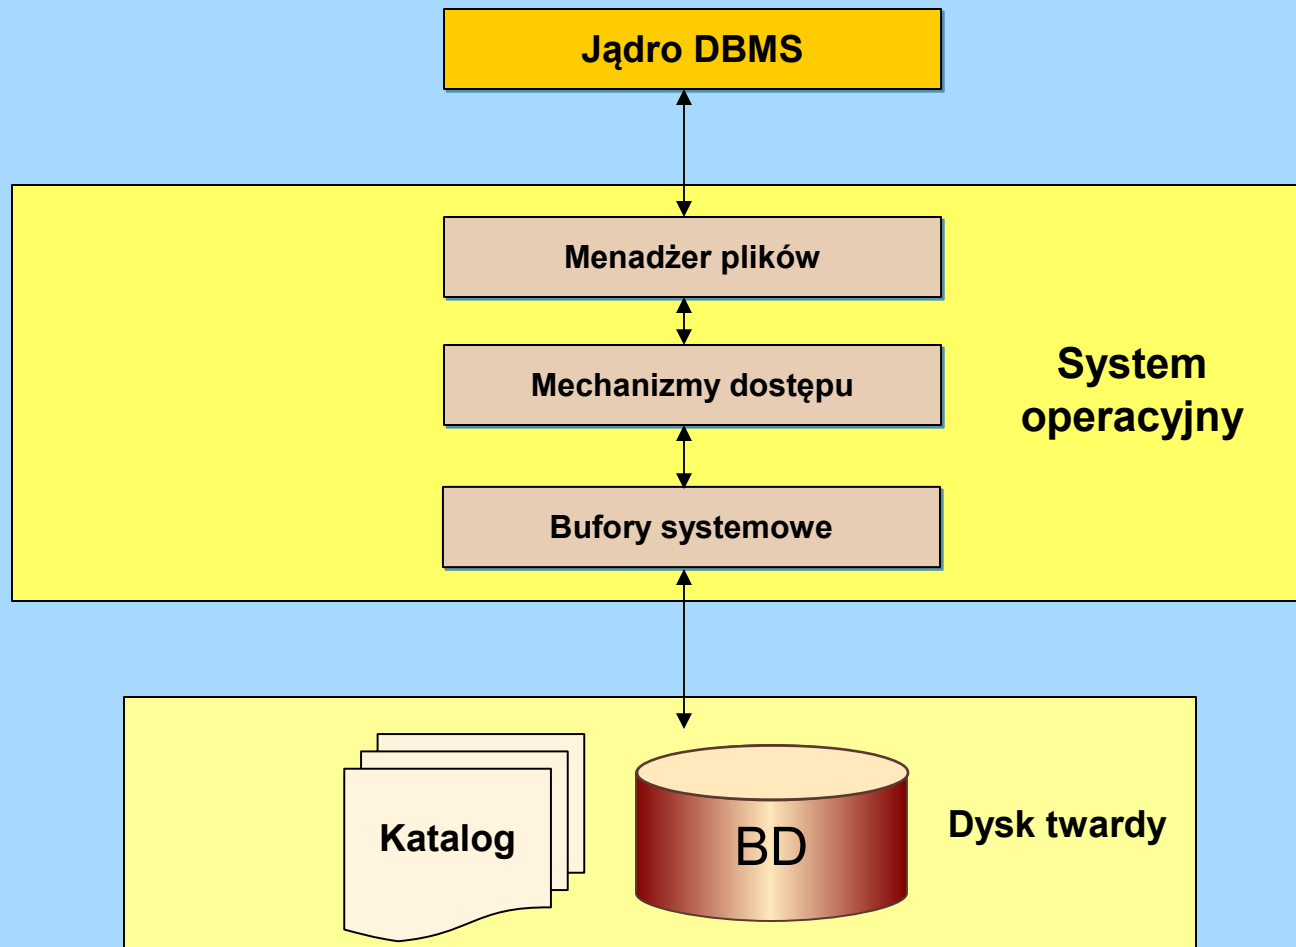 Jądro DBMS
Menadżer plików
Mechanizmy dostępu
System
operacyjny
Bufory systemowe
Katalog
BD
Dysk twardy